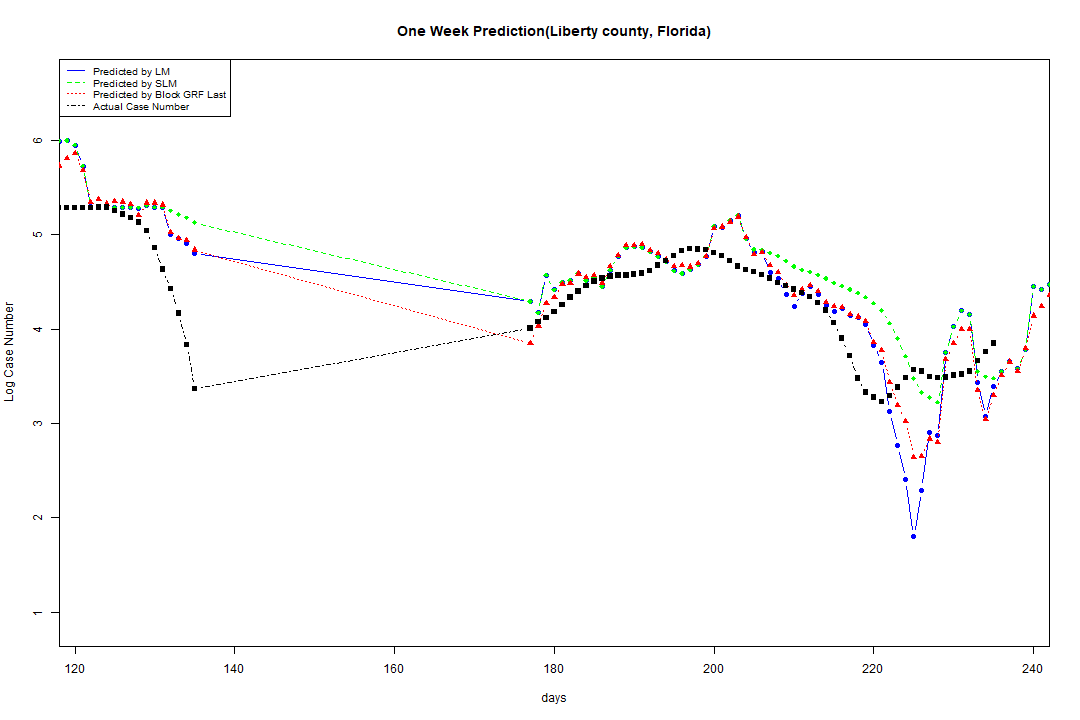 One Week Prediction(Liberty county, Florida)
Predicted by LM
Predicted by SLM
Predicted by Block GRF Last
Actual Case Number
6
5
4
3
2
1
Log Case Number
120 140 160 180 200 220 240
days